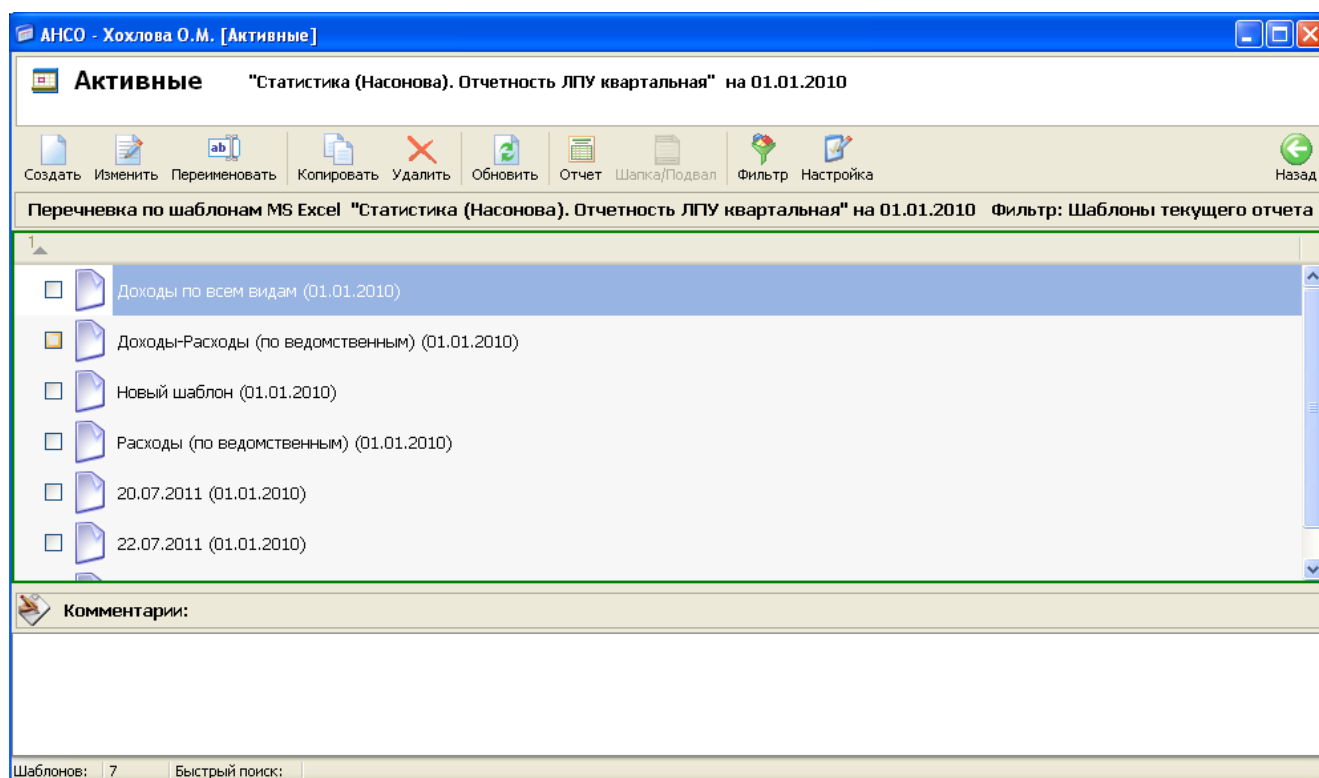 АНСО - Хохлова О.М. [Активные]
Активные "Статистика (Насонова). Отчетность ЛПУ квартальная" на 01.01.2010
Создать Изменить Переименовать Копировать Удалить Обновить Отчет Шапка/Подвал Фильтр Настройка Назад
Перечневка по шаблонам MS Excel "Статистика (Насонова). Отчетность ЛПУ квартальная" на 01.01.2010 Фильтр: Шаблоны текущего отчета
1
Доходы по всем видам (01.01.2010)
Доходы-Расходы (по ведомственным) (01.01.2010)
Новый шаблон (01.01.2010)
Расходы (по ведомственным) (01.01.2010)
20.07.2011 (01.01.2010)
22.07.2011 (01.01.2010)
Комментарии:
Шаблонов: 7 Быстрый поиск: